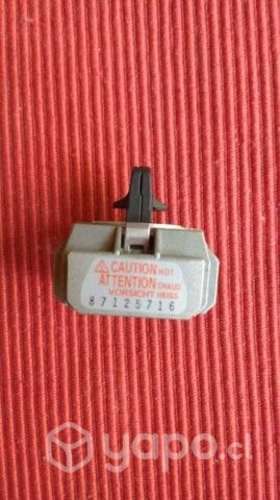 CAUTION HOT
ATTENTION CHAUD
VORSICHT HEISS
87125716
yapo.cl